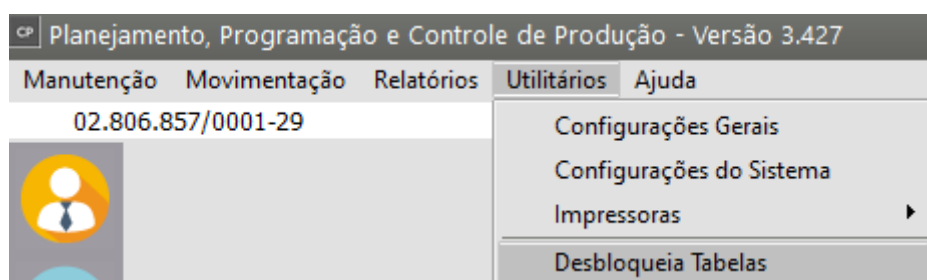 CP Planejamento, Programação e Controle de Produção - Versão 3.427
Manutenção Movimentação Relatórios Utilitários Ajuda
02.806.857/0001-29
Configurações Gerais
Configurações do Sistema
Impressoras
Desbloqueia Tabelas